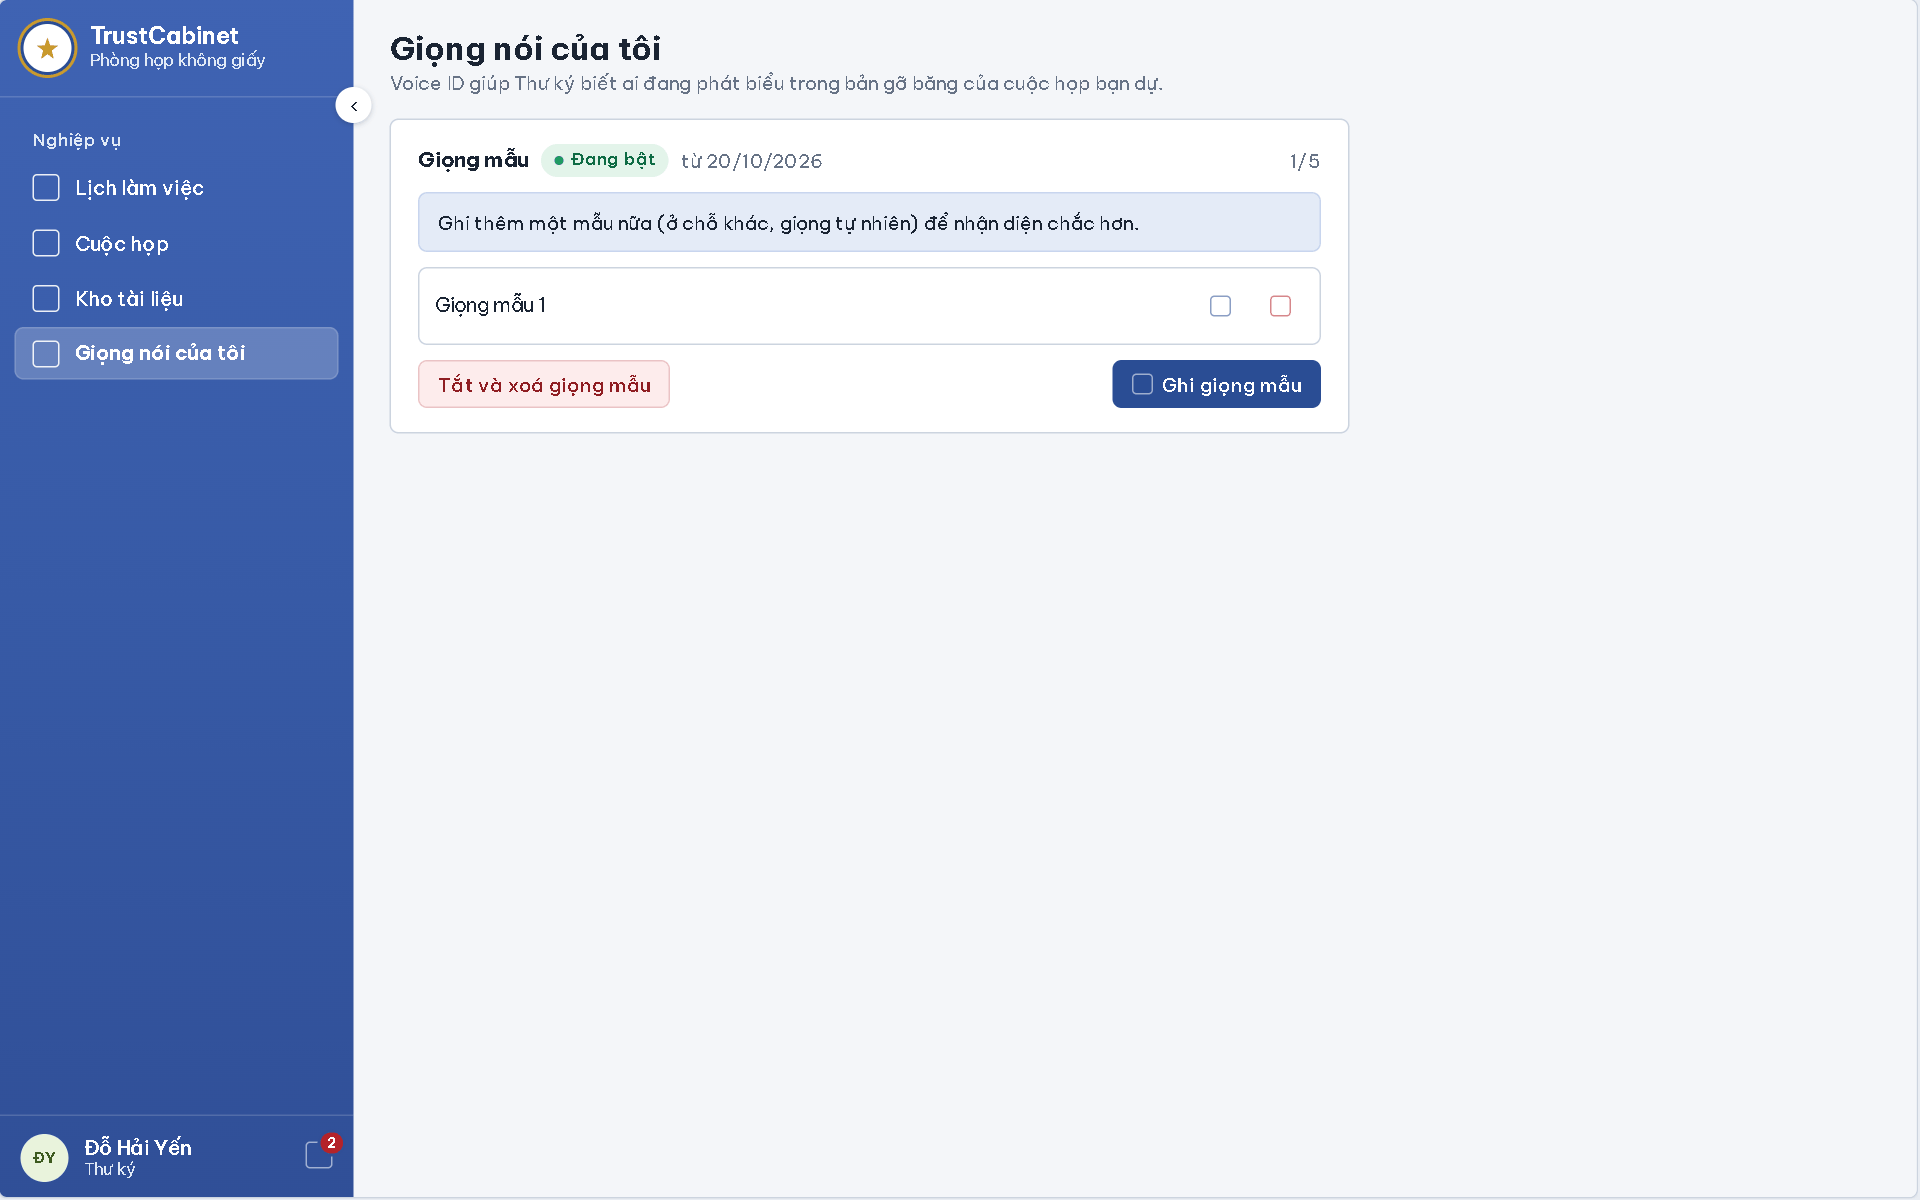 TrustCabinet
Phòng họp không giấy
Nghiệp vụ
Lịch làm việc
Cuộc họp
Kho tài liệu
Giọng nói của tôi
ĐY
Đỗ Hải Yến
Thư ký
2
Giọng nói của tôi
Voice ID giúp Thư ký biết ai đang phát biểu trong bản gỡ băng của cuộc họp bạn dự.
Giọng mẫu Đang bật từ 20/10/2026 1/5
Ghi thêm một mẫu nữa (ở chỗ khác, giọng tự nhiên) để nhận diện chắc hơn.
Giọng mẫu 1
Tắt và xoá giọng mẫu
Ghi giọng mẫu